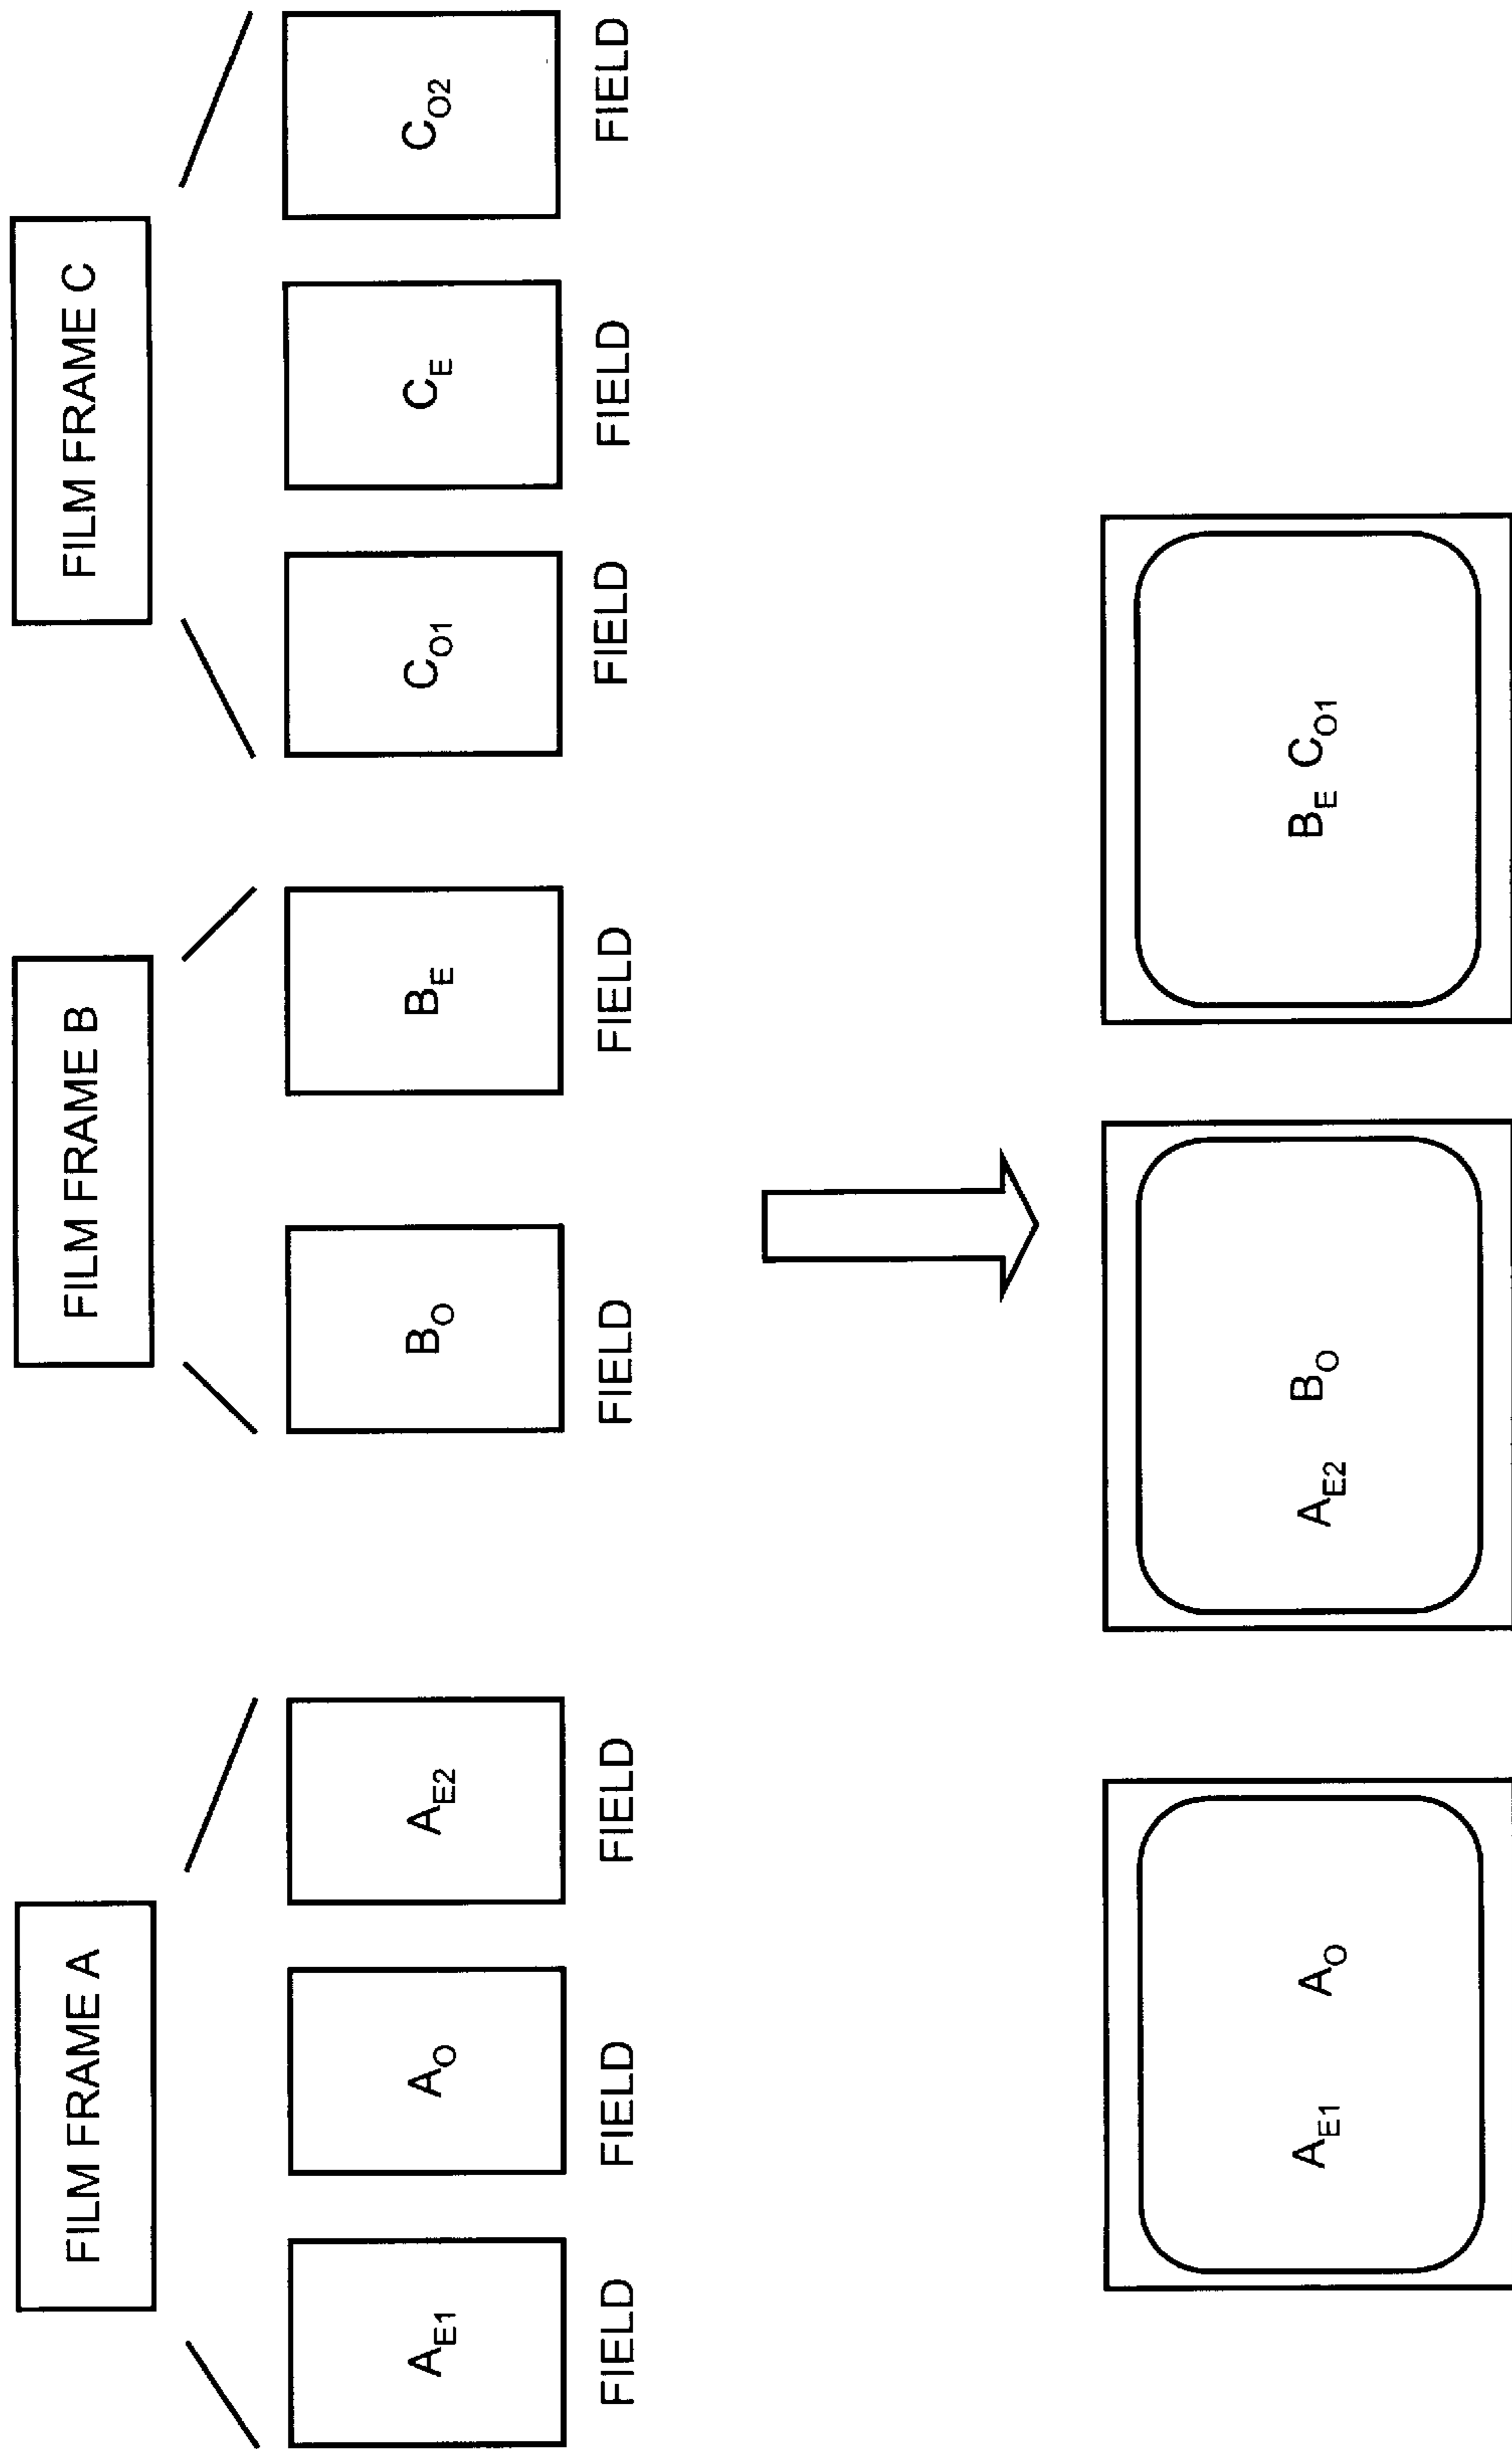 FILM FRAME A
FILM FRAME B
FILM FRAME C
A_E1
A_O
A_E2
B_O
B_E
C_O1
C_E
C_O2
FIELD
FIELD
FIELD
FIELD
FIELD
FIELD
FIELD
FIELD
A_E1 A_O
A_E2 B_O
B_E C_O1